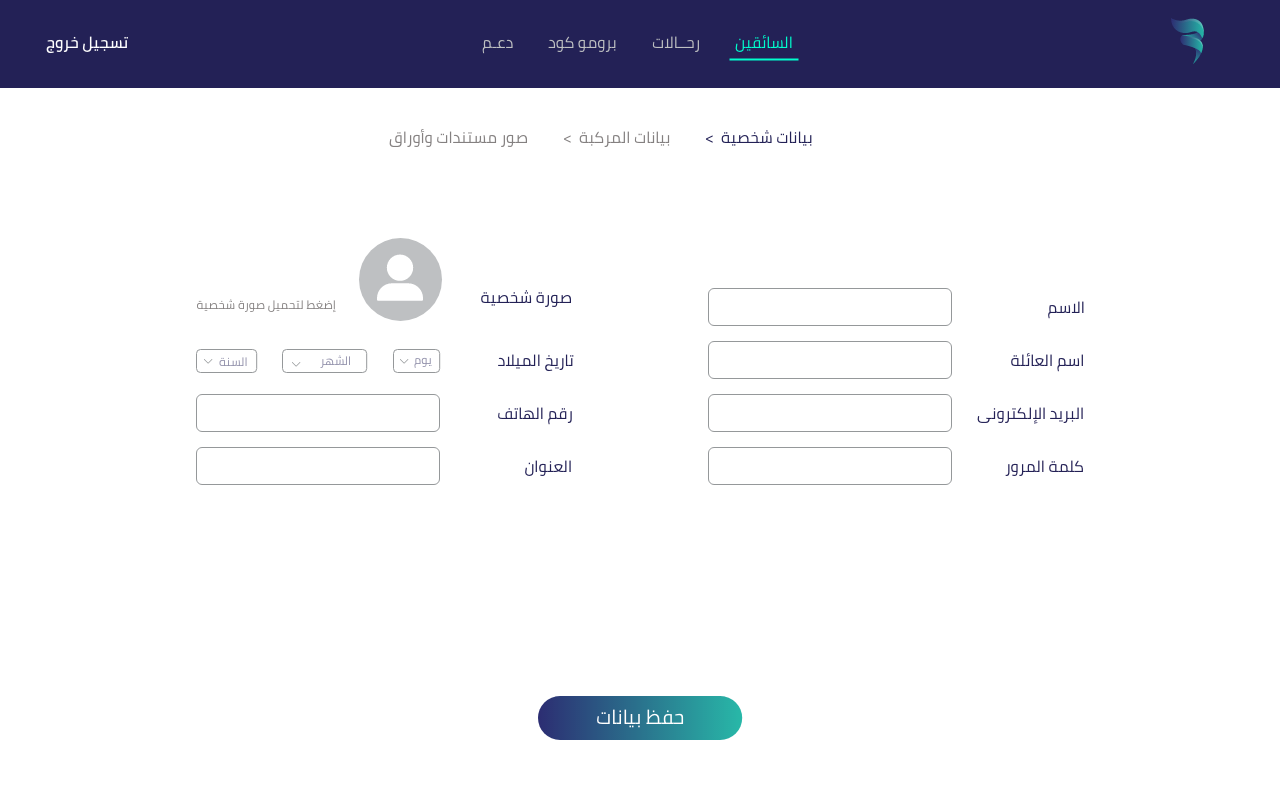 السائقين
رحــالات
برومو كود
دعـم
تسجيل خروج
بيانات شخصية >
بيانات المركبة >
صور مستندات وأوراق
الاسم
اسم العائلة
البريد الإلكترونى
كلمة المرور
صورة شخصية
إضغط لتحميل صورة شخصية
تاريخ الميلاد
يوم
الشهر
السنة
رقم الهاتف
العنوان
حفظ بيانات